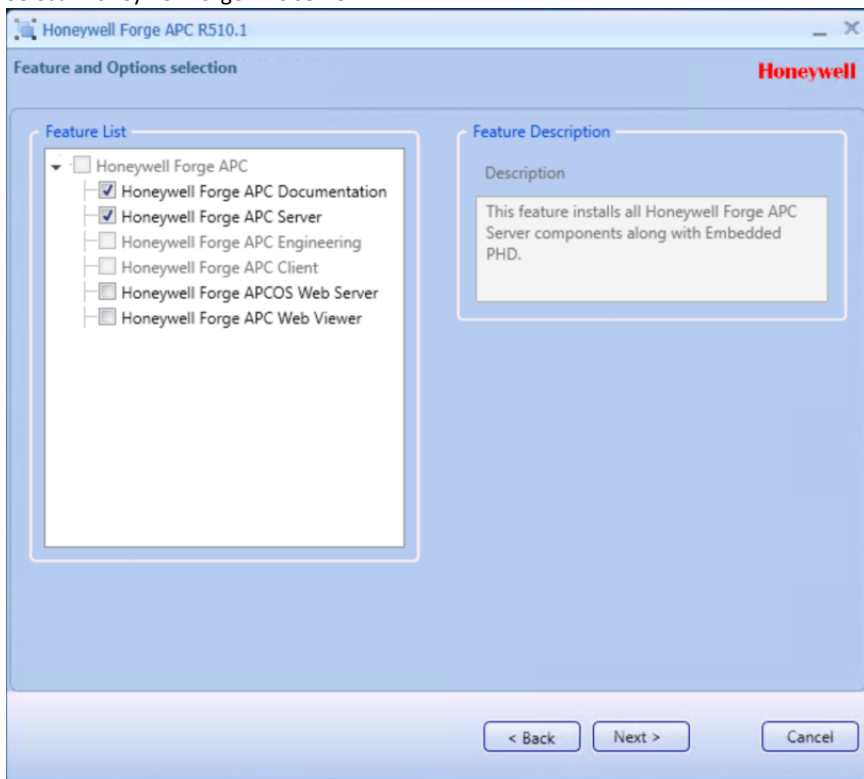 Honeywell Forge APC R510.1
Feature and Options selection
Honeywell
Feature List
Honeywell Forge APC
Honeywell Forge APC Documentation
Honeywell Forge APC Server
Honeywell Forge APC Engineering
Honeywell Forge APC Client
Honeywell Forge APCOS Web Server
Honeywell Forge APC Web Viewer
Feature Description
Description
This feature installs all Honeywell Forge APC
Server components along with Embedded
PHD.
< Back
Next >
Cancel